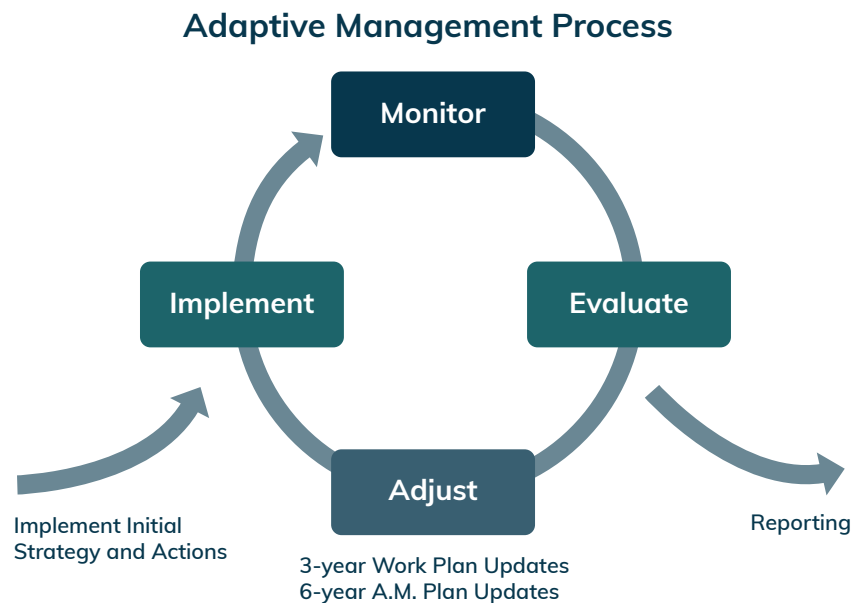 Adaptive Management Process
Monitor
Implement
Evaluate
Adjust
Implement Initial
Strategy and Actions
Reporting
3-year Work Plan Updates
6-year A.M. Plan Updates